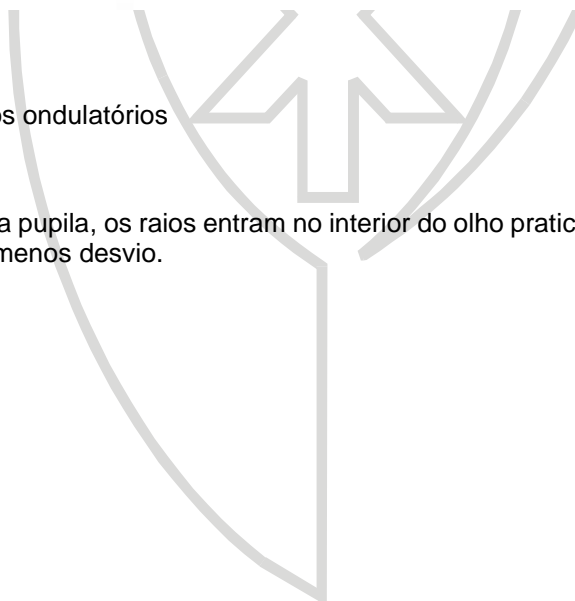 os ondulatórios
a pupila, os raios entram no interior do olho pratic
menos desvio.